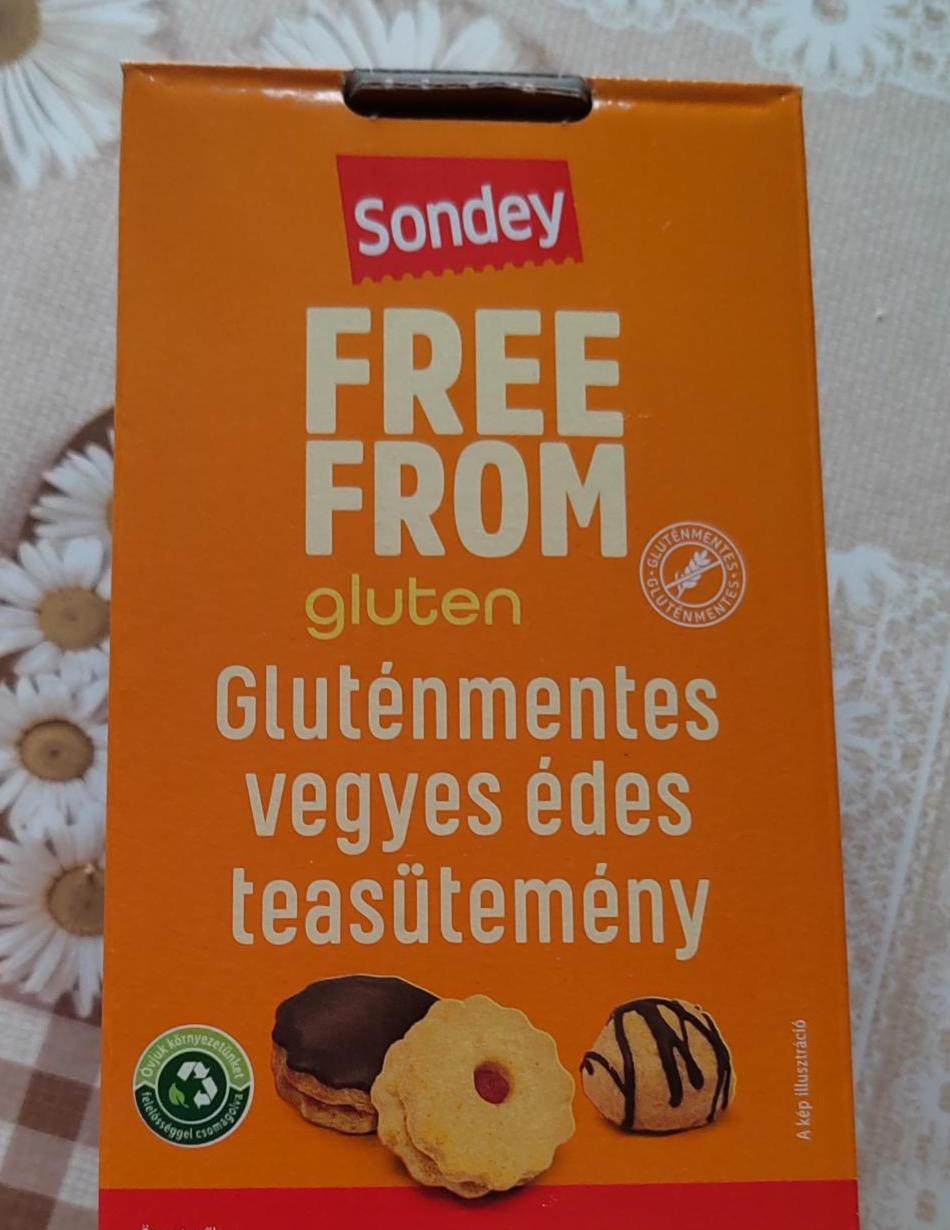 Sondey
FREE
FROM
gluten
GLUTÉNMENTES · GLUTÉNMENTES ·
Gluténmentes
vegyes édes
teasütemény
Óvjuk környezetünket
felelősséggel csomagolva
A kép illusztráció